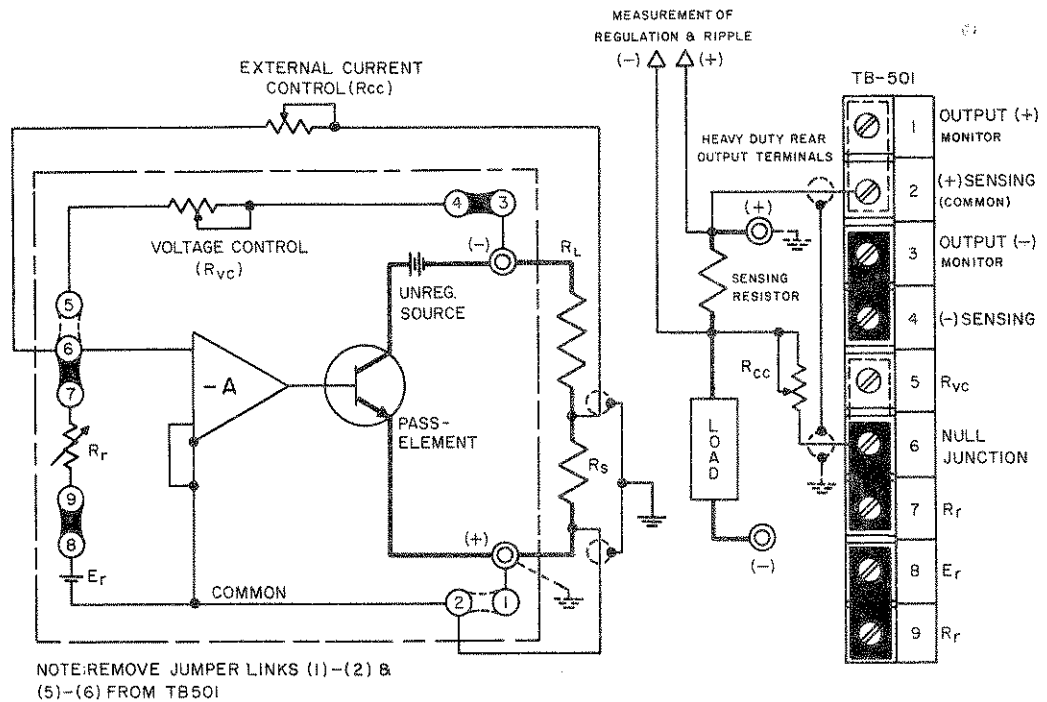 MEASUREMENT OF
REGULATION & RIPPLE
(-) (+)
EXTERNAL CURRENT
CONTROL (Rcc)
TB-501
HEAVY DUTY REAR
OUTPUT TERMINALS
1 OUTPUT (+)
MONITOR
2 (+) SENSING
(COMMON)
3 OUTPUT (-)
MONITOR
4 (-) SENSING
5 RVC
6 NULL
JUNCTION
7 Rr
8 Er
9 Rr
4 3
VOLTAGE CONTROL
(RVC)
(-)
RL
UNREG.
SOURCE
5
6
7
-A
PASS-
ELEMENT
Rr
9
8
Er
COMMON
RS
(+)
2 1
(+)
SENSING
RESISTOR
RCC
LOAD
(-)
NOTE: REMOVE JUMPER LINKS (1)-(2) &
(5)-(6) FROM TB501